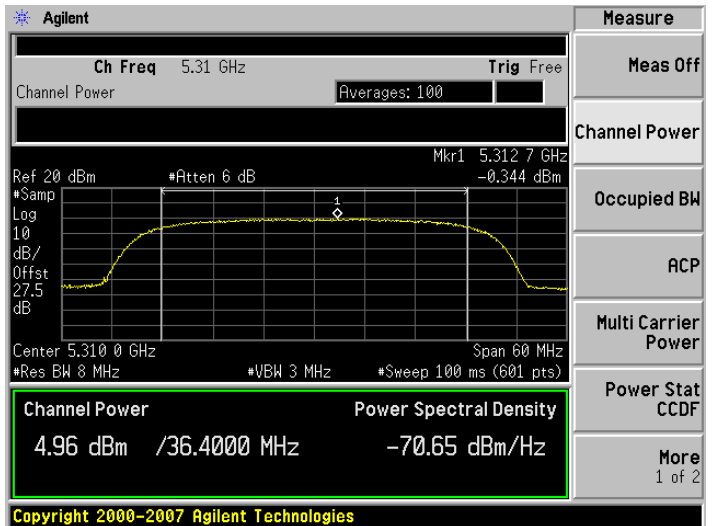 Agilent
Measure
Ch Freq 5.31 GHz
Trig Free
Channel Power
Averages: 100
Mkr1 5.312 7 GHz
Ref 20 dBm
#Atten 6 dB
-0.344 dBm
#Samp
Log
10
dB/
Offst
27.5
dB
1
Center 5.310 0 GHz
Span 60 MHz
#Res BW 8 MHz
#VBW 3 MHz
#Sweep 100 ms (601 pts)
Channel Power
Power Spectral Density
4.96 dBm /36.4000 MHz
-70.65 dBm/Hz
Copyright 2000-2007 Agilent Technologies
Meas Off
Channel Power
Occupied BW
ACP
Multi Carrier
Power
Power Stat
CCDF
More
1 of 2